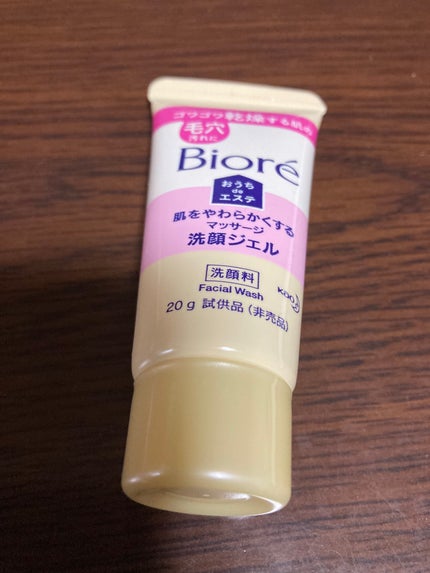 ゴワゴワ乾燥する肌の
毛穴
汚れに
Bioré
おうち
de
エステ
肌をやわらかくする
マッサージ
洗顔ジェル
洗顔料
Facial Wash
Kao
20g 試供品(非売品)